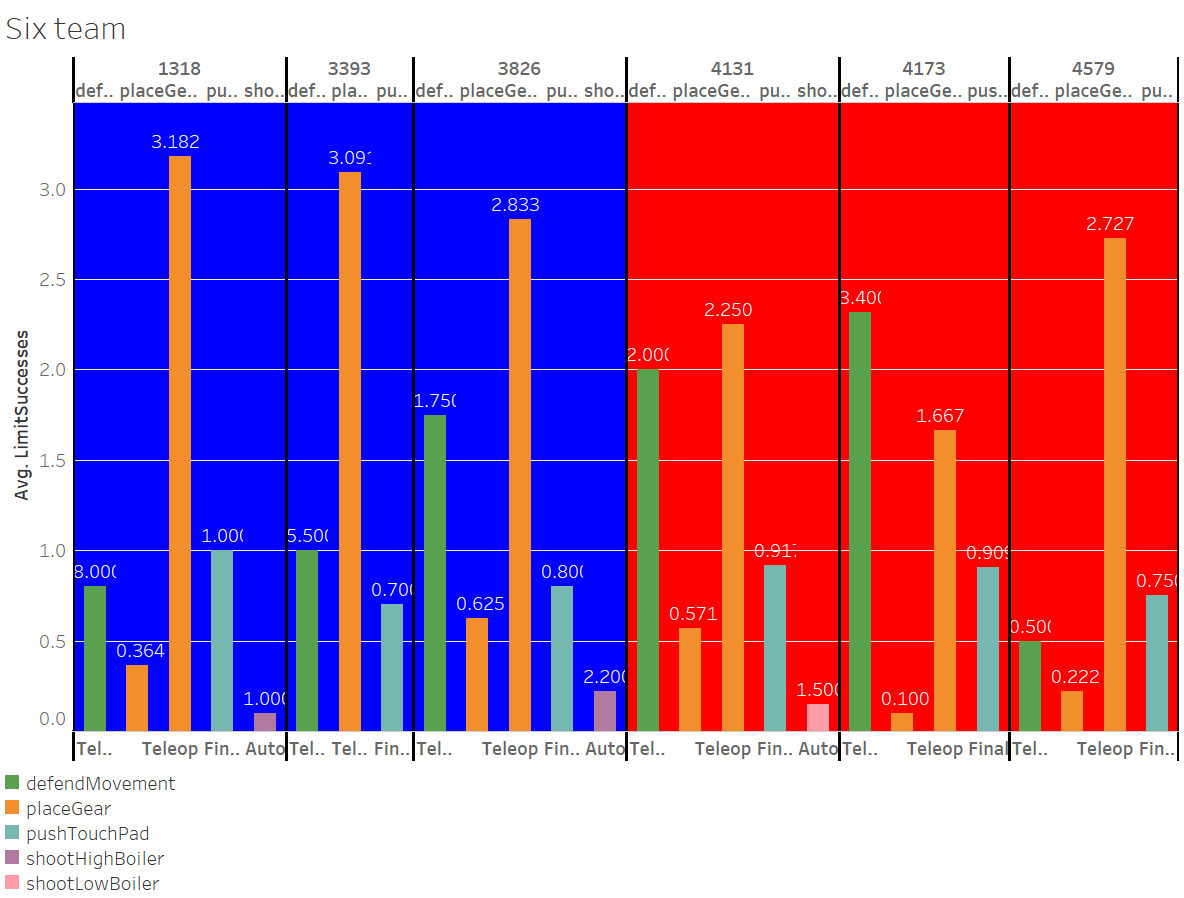 Six team
1318 3393 3826 4131 4173 4579
def.. placeGe.. pu.. sho.. def.. pla.. pu.. def.. placeGe.. pu.. sho.. def.. placeGe.. pu.. sho.. def.. placeGe.. pus.. def.. placeGe.. pu..
Avg. LimitSuccesses
3.0
2.5
2.0
1.5
1.0
0.5
0.0
8.000 0.364 3.182 1.000 1.000
5.500 3.091 0.700
1.750 0.625 2.833 0.800 2.200
2.000 0.571 2.250 0.917 1.500
3.400 0.100 1.667 0.909
0.500 0.222 2.727 0.750
Tel.. Teleop Fin.. Auto Tel.. Tel.. Fin.. Tel.. Teleop Fin.. Auto Tel.. Teleop Fin.. Auto Tel.. Teleop Final Tel.. Teleop Fin..
defendMovement
placeGear
pushTouchPad
shootHighBoiler
shootLowBoiler